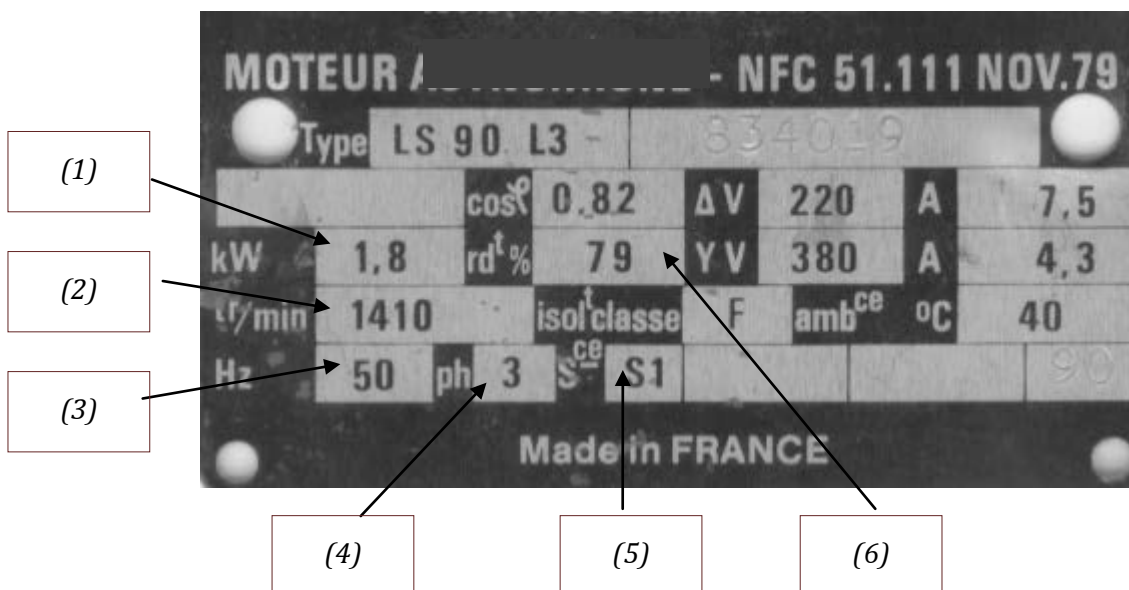 MOTEUR A - NFC 51.111 NOV.79
Type LS 90 L3 - 834019
cosφ 0,82 Δ V 220 A 7,5
kW 1,8 rdᵗ % 79 Y V 380 A 4,3
tr/min 1410 isolᵗ classe F ambᶜᵉ °C 40
Hz 50 ph 3 Sᶜᵉ S1 90
Made in FRANCE
(1)
(2)
(3)
(4)
(5)
(6)